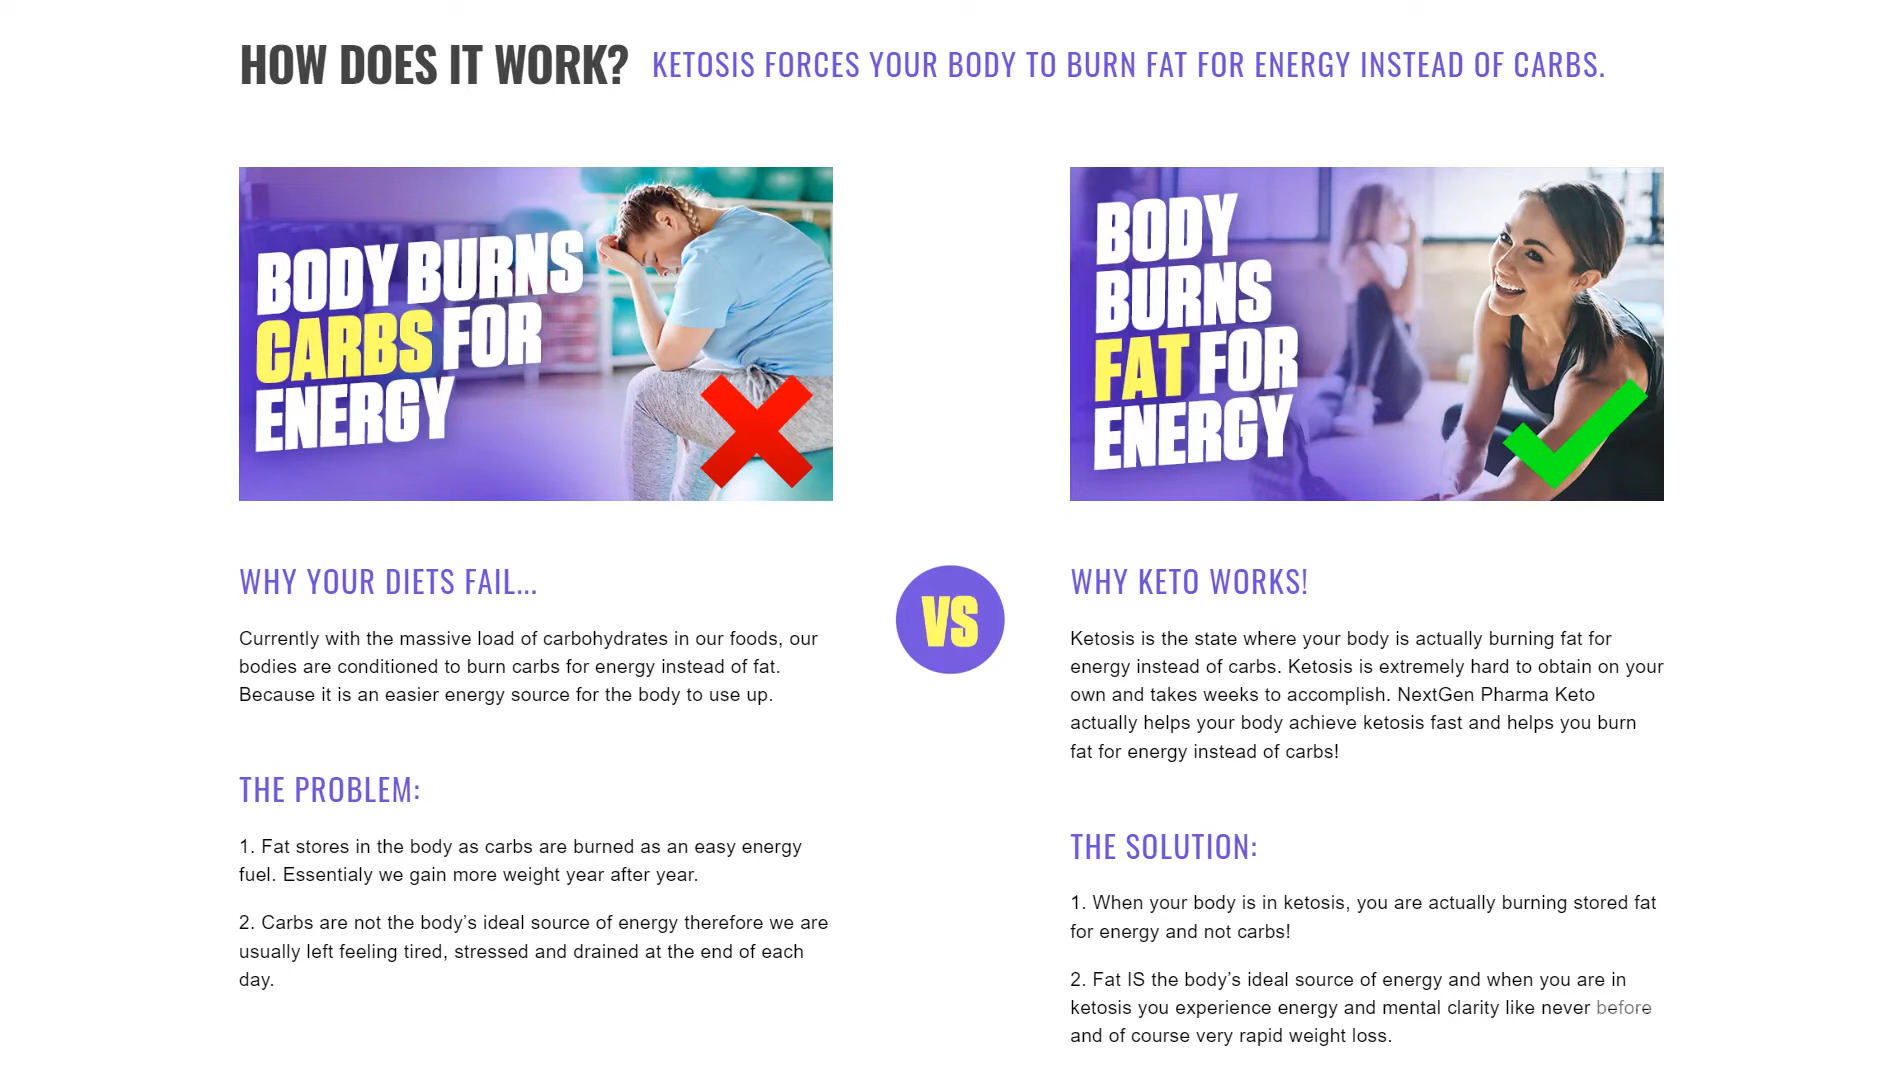 HOW DOES IT WORK? KETOSIS FORCES YOUR BODY TO BURN FAT FOR ENERGY INSTEAD OF CARBS.
BODY BURNS
CARBS FOR
ENERGY
WHY YOUR DIETS FAIL...
Currently with the massive load of carbohydrates in our foods, our
bodies are conditioned to burn carbs for energy instead of fat.
Because it is an easier energy source for the body to use up.
THE PROBLEM:
1. Fat stores in the body as carbs are burned as an easy energy
fuel. Essentialy we gain more weight year after year.
2. Carbs are not the body’s ideal source of energy therefore we are
usually left feeling tired, stressed and drained at the end of each
day.
VS
BODY
BURNS
FAT FOR
ENERGY
WHY KETO WORKS!
Ketosis is the state where your body is actually burning fat for
energy instead of carbs. Ketosis is extremely hard to obtain on your
own and takes weeks to accomplish. NextGen Pharma Keto
actually helps your body achieve ketosis fast and helps you burn
fat for energy instead of carbs!
THE SOLUTION:
1. When your body is in ketosis, you are actually burning stored fat
for energy and not carbs!
2. Fat IS the body’s ideal source of energy and when you are in
ketosis you experience energy and mental clarity like never before
and of course very rapid weight loss.